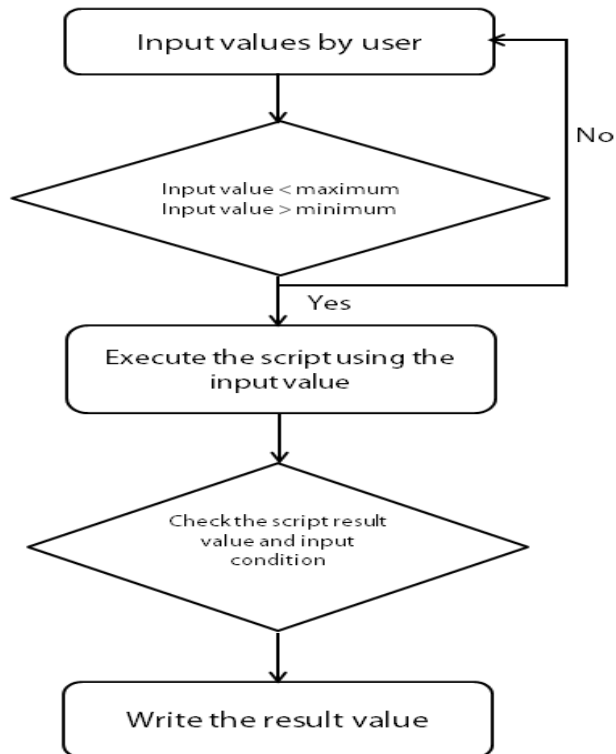 Input values by user
No
Input value < maximum
Input value > minimum
Yes
Execute the script using the
input value
Check the script result
value and input
condition
Write the result value